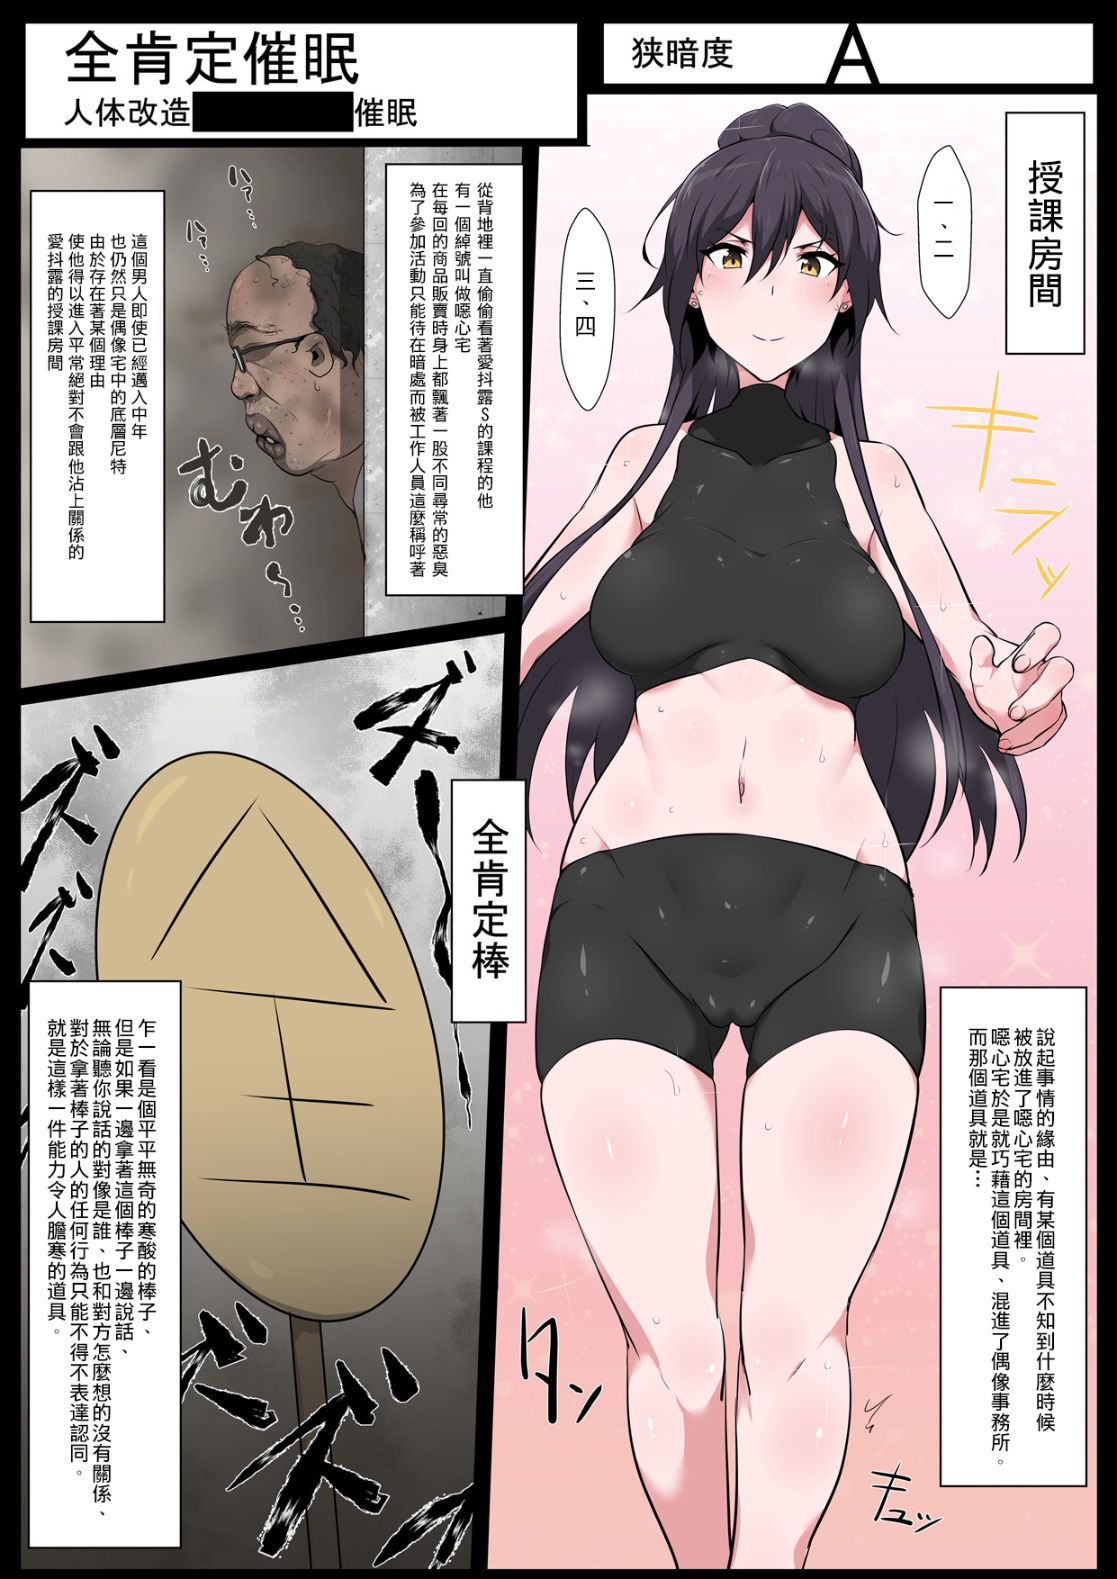 全肯定催眠
人体改造
催眠
狭暗度
A
授課房間
一、二
三、四
キラッ
從背地裡一直偷偷看著愛抖露S的課程的他
有一個綽號叫做噁心宅
在每回的商品販賣時身上都飄著一股不同尋常的惡臭
為了參加活動只能待在暗處而被工作人員這麼稱呼著
ハァ…
ハァ…
むわ〜〜…
這個男人即使已經邁入中年
也仍然只是偶像宅中的底層尼特
由於存在著某個理由
使他得以進入平常絕對不會跟他沾上關係的
愛抖露的授課房間
說起事情的緣由、有某個道具不知到什麼時候
被放進了噁心宅的房間裡。
噁心宅於是就巧藉這個道具、混進了偶像事務所。
而那個道具就是…
タンッ
キュッ
全肯定棒
ズーーッ
ズズ
ズズズ
乍一看是個平平無奇的寒酸的棒子、
但是如果一邊拿著這個棒子一邊說話、
無論聽你說話的對像是誰、也和對方怎麼想的沒有關係、
對於拿著棒子的人的任何行為只能不得不表達認同。
就是這樣一件能力令人膽寒的道具。